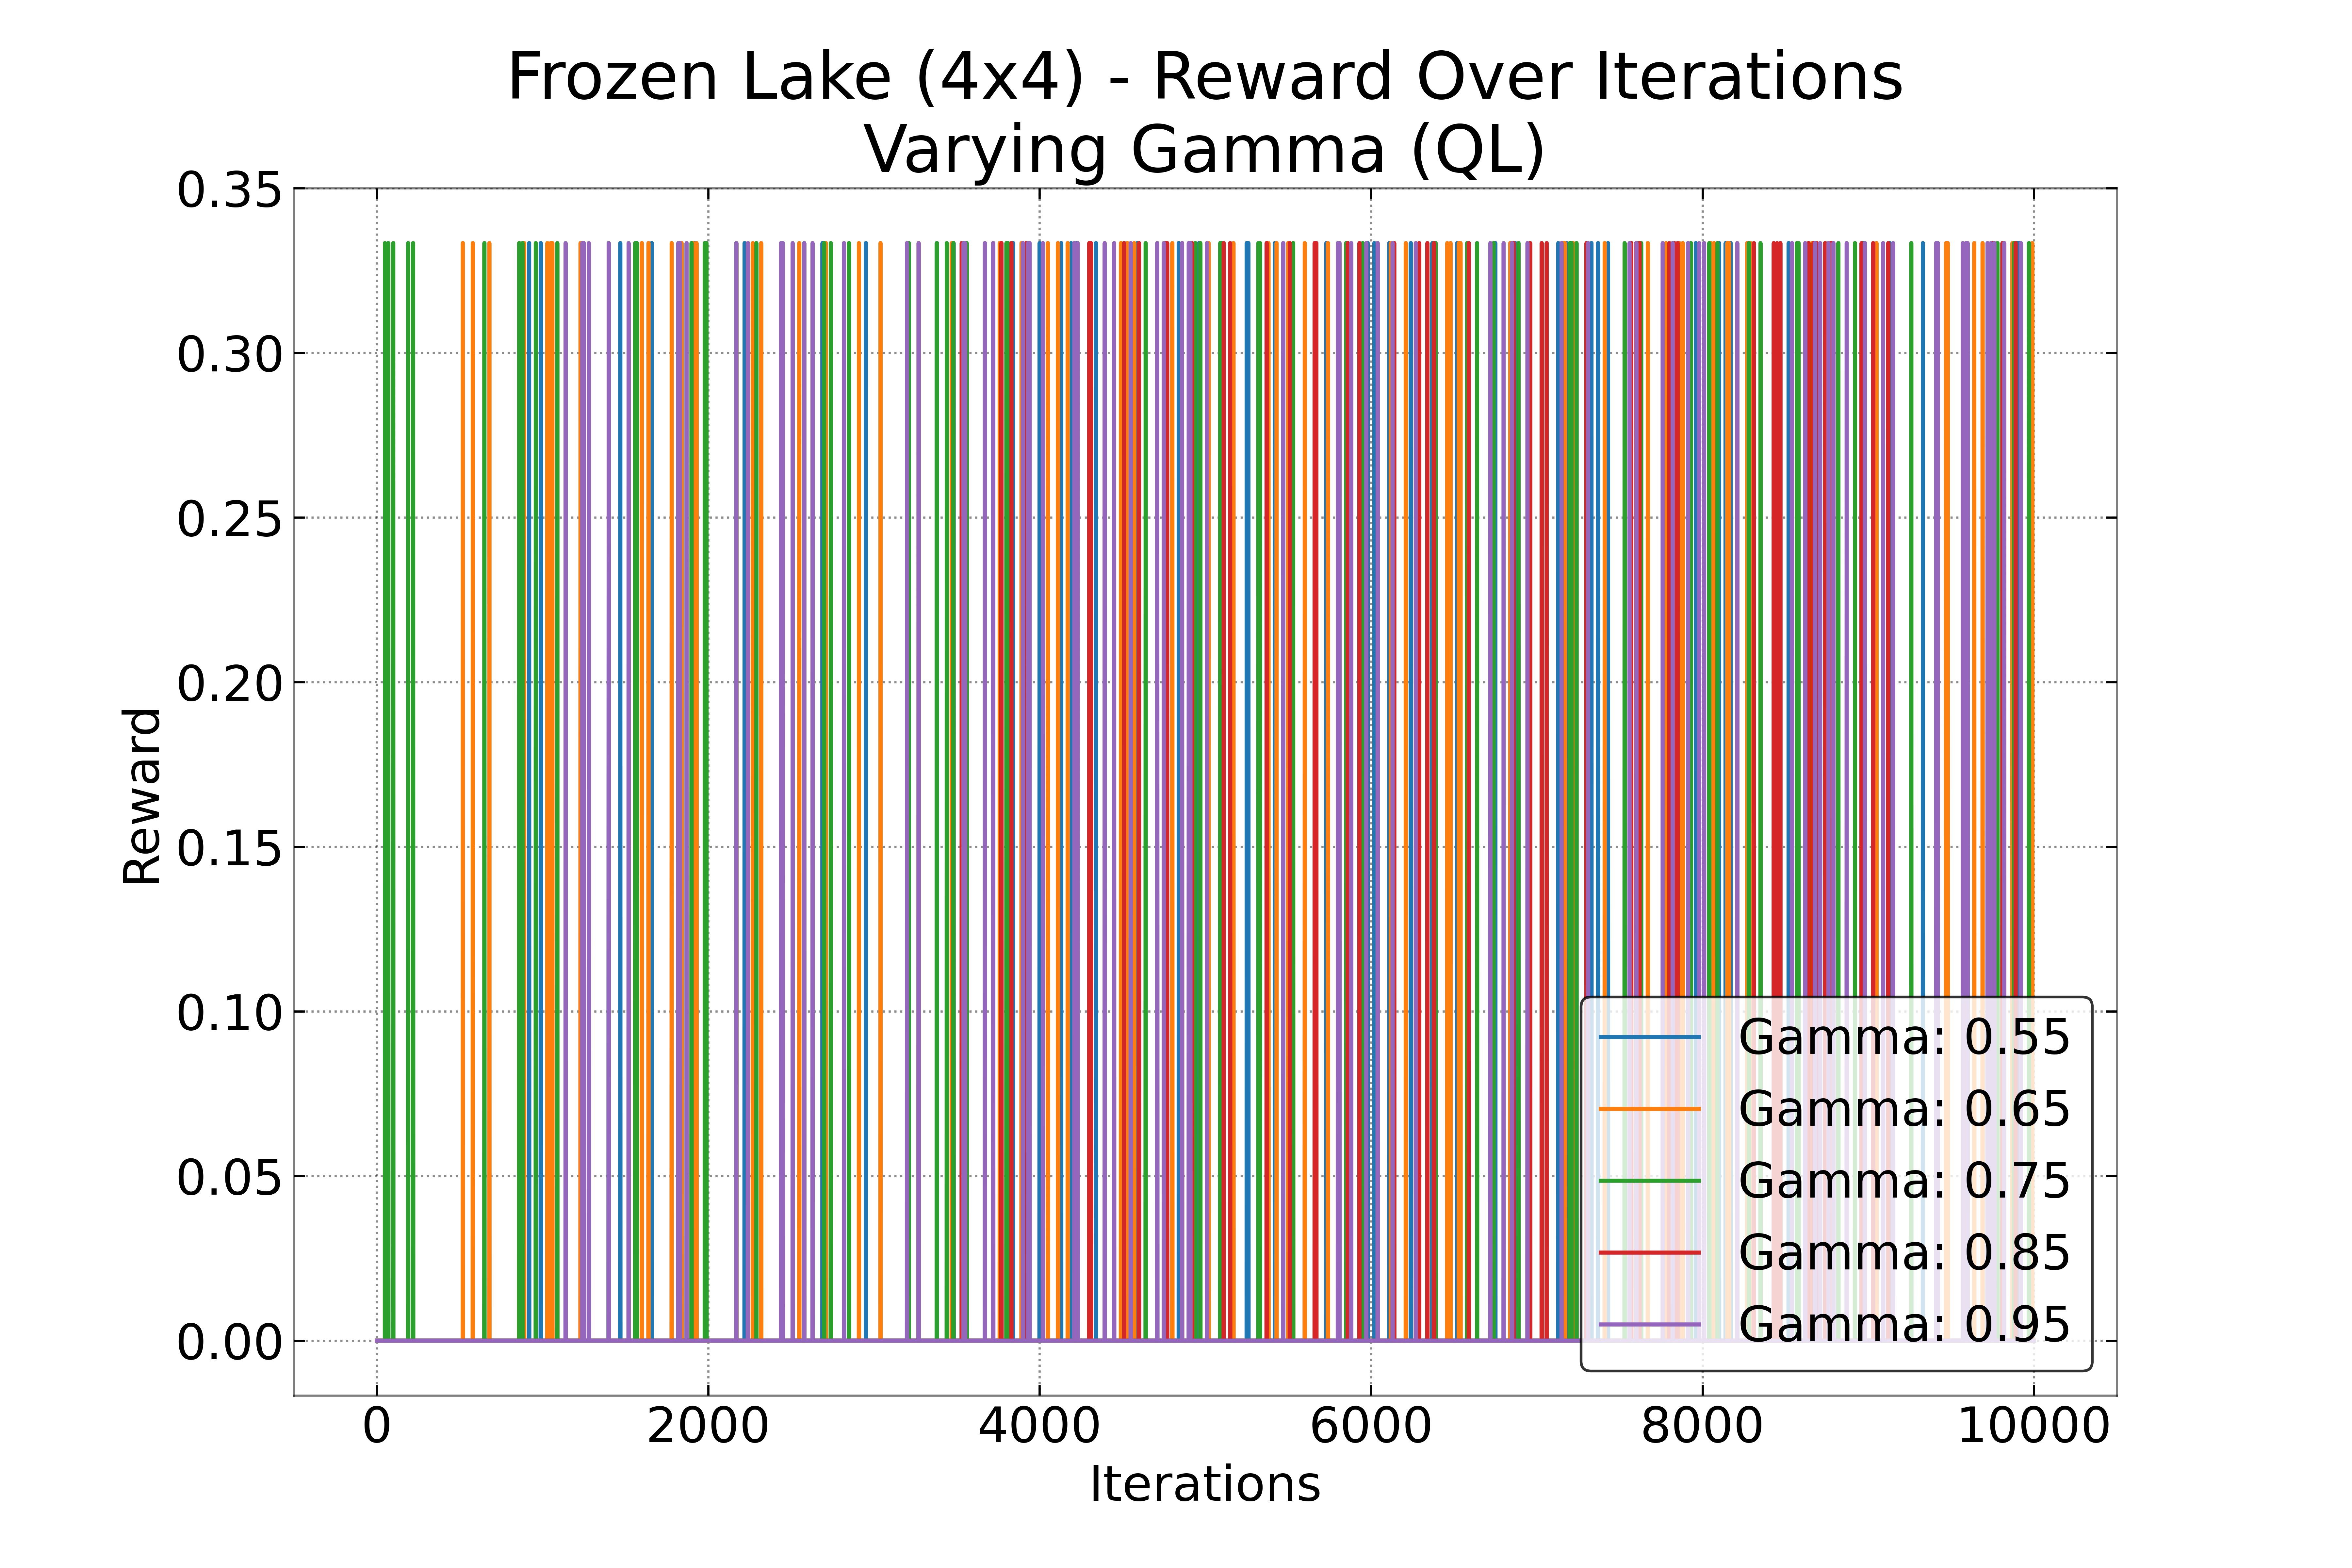 Frozen Lake (4x4) - Reward Over Iterations
Varying Gamma (QL)
0.35
0.30
0.25
0.20
0.15
0.10
0.05
0.00
Reward
Gamma: 0.55
Gamma: 0.65
Gamma: 0.75
Gamma: 0.85
Gamma: 0.95
0 2000 4000 6000 8000 10000
Iterations